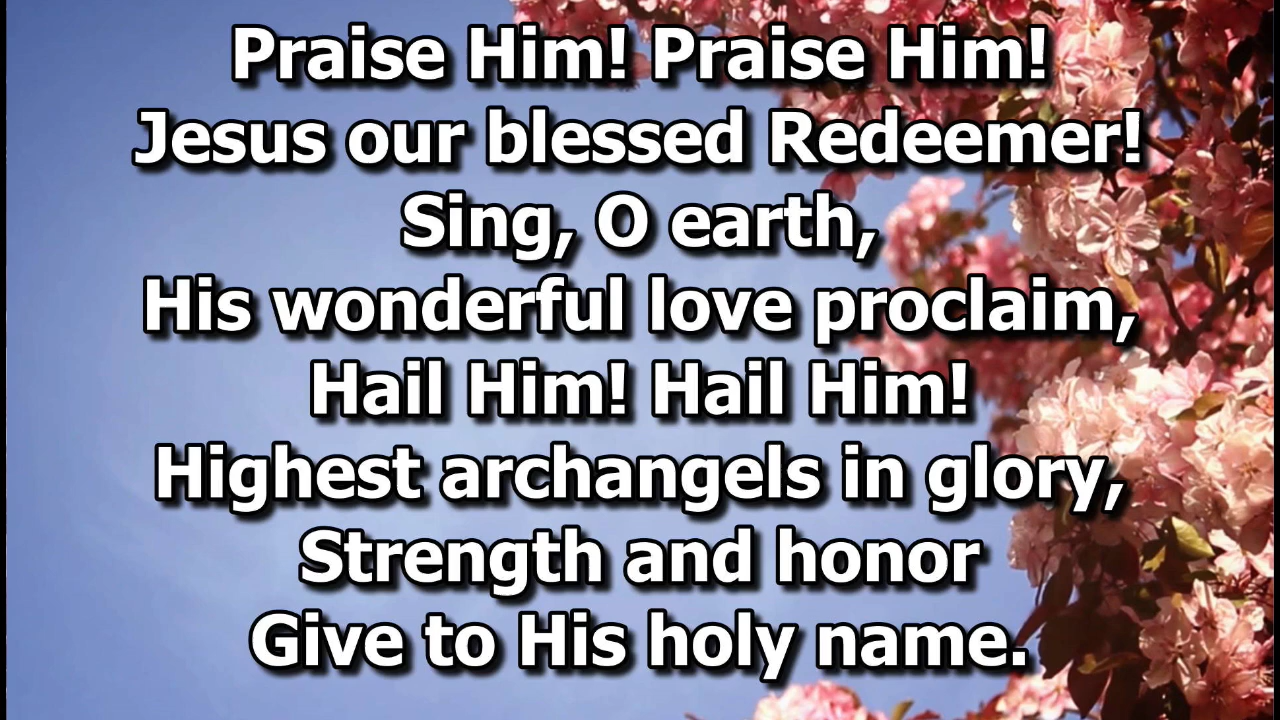 Praise Him! Praise Him!
Jesus our blessed Redeemer!
Sing, O earth,
His wonderful love proclaim,
Hail Him! Hail Him!
Highest archangels in glory,
Strength and honor
Give to His holy name.